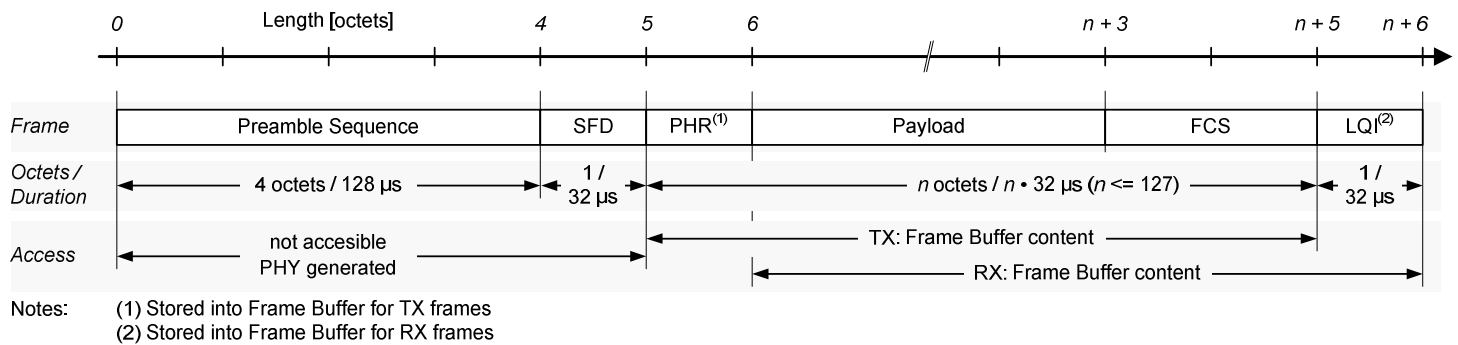 0 Length [octets] 4 5 6 n + 3 n + 5 n + 6
Frame Preamble Sequence SFD PHR(1) Payload FCS LQI(2)
Octets / Duration 4 octets / 128 µs 1 / 32 µs n octets / n • 32 µs (n <= 127) 1 / 32 µs
Access not accesible PHY generated TX: Frame Buffer content
RX: Frame Buffer content
Notes: (1) Stored into Frame Buffer for TX frames
(2) Stored into Frame Buffer for RX frames